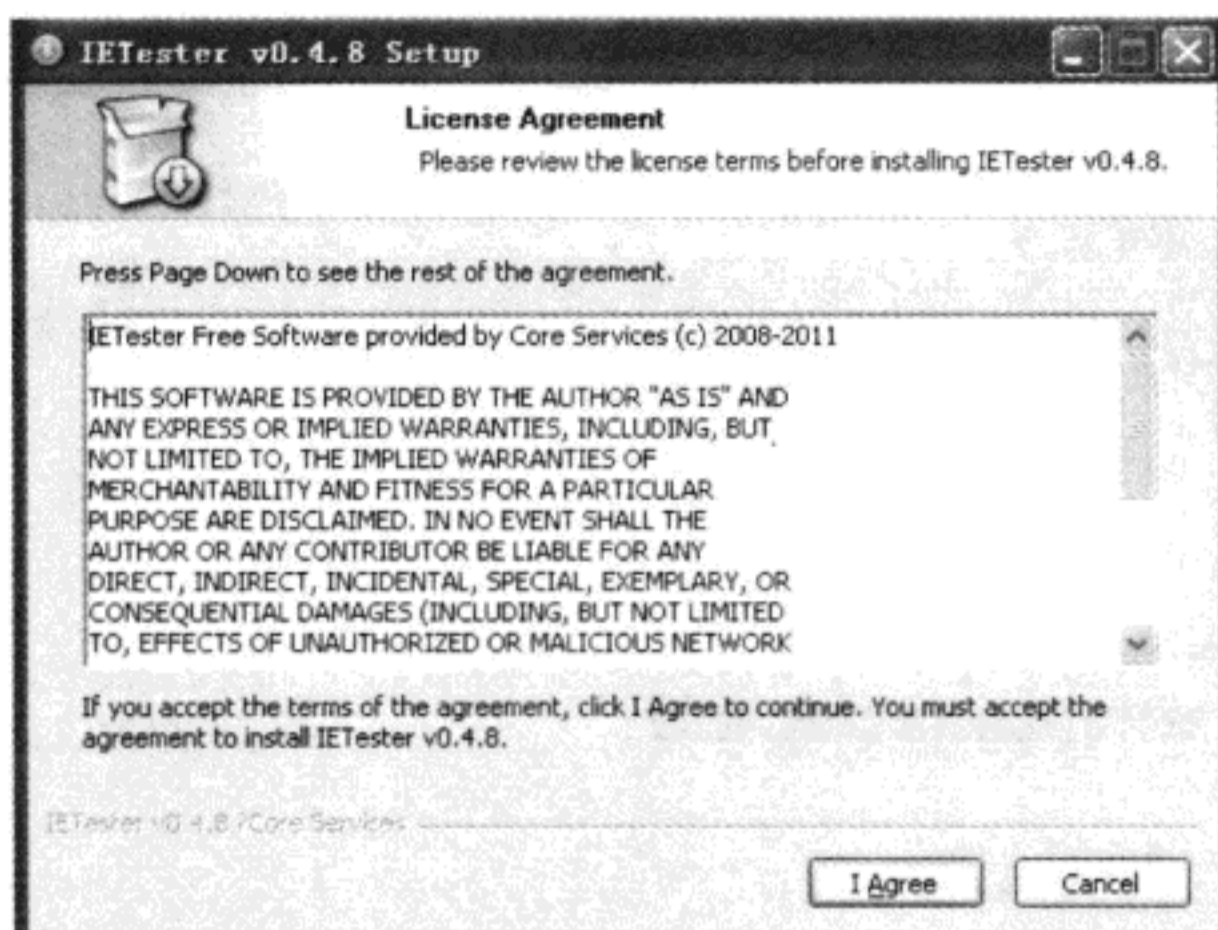 IETester v0.4.8 Setup
License Agreement
Please review the license terms before installing IETester v0.4.8.
Press Page Down to see the rest of the agreement.
IETester Free Software provided by Core Services (c) 2008-2011
THIS SOFTWARE IS PROVIDED BY THE AUTHOR "AS IS" AND
ANY EXPRESS OR IMPLIED WARRANTIES, INCLUDING, BUT
NOT LIMITED TO, THE IMPLIED WARRANTIES OF
MERCHANTABILITY AND FITNESS FOR A PARTICULAR
PURPOSE ARE DISCLAIMED. IN NO EVENT SHALL THE
AUTHOR OR ANY CONTRIBUTOR BE LIABLE FOR ANY
DIRECT, INDIRECT, INCIDENTAL, SPECIAL, EXEMPLARY, OR
CONSEQUENTIAL DAMAGES (INCLUDING, BUT NOT LIMITED
TO, EFFECTS OF UNAUTHORIZED OR MALICIOUS NETWORK
If you accept the terms of the agreement, click I Agree to continue. You must accept the
agreement to install IETester v0.4.8.
IETester v0.4.8 /Core Services
I Agree
Cancel